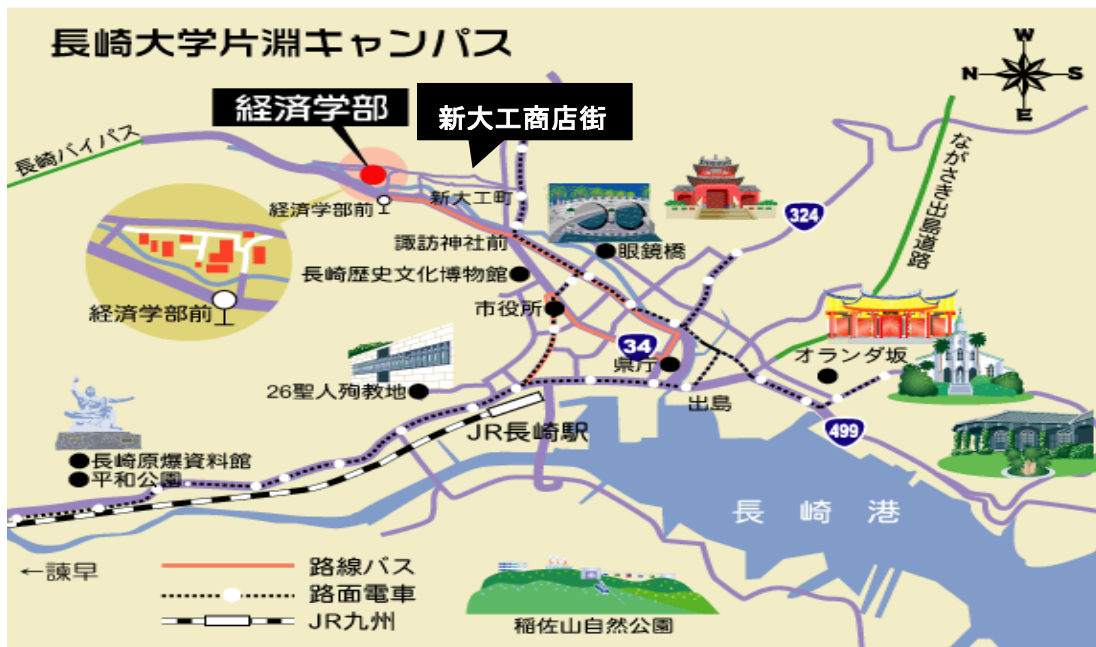 長崎大学片淵キャンパス
W
N
S
E
経済学部
新大工商店街
長崎バイパス
ながさき出島道路
経済学部前
新大工町
324
諏訪神社前
眼鏡橋
長崎歴史文化博物館
経済学部前
市役所
34
県庁
オランダ坂
26聖人殉教地
出島
499
JR長崎駅
長崎原爆資料館
平和公園
長崎港
←諫早
路線バス
路面電車
JR九州
稲佐山自然公園